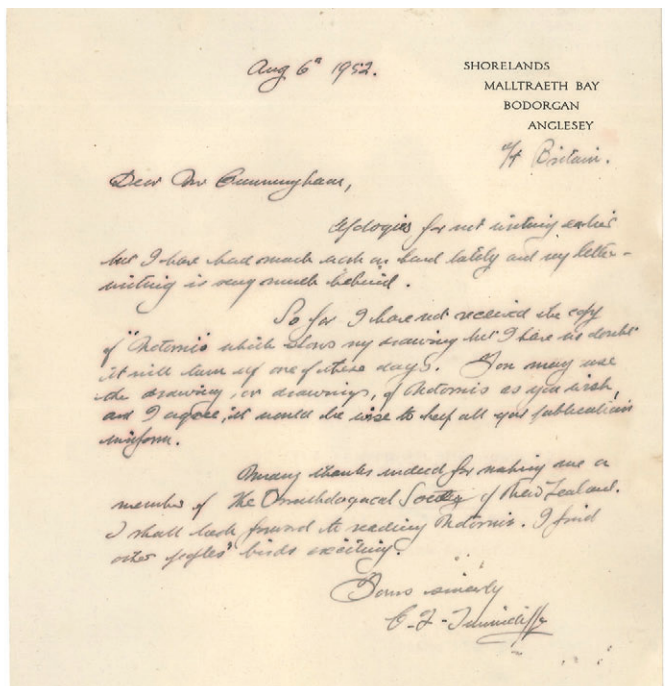 Aug 6th 1952.
SHORELANDS
MALLTRAETH BAY
BODORGAN
ANGLESEY
Gt Britain.
Dear Mr Cunningham,
Apologies for not writing earlier
but I have had much work on hand lately and my letter-
writing is very much behind.
So far I have not received the copy
of "Notornis" which shows my drawing but I have no doubt
it will turn up one of these days. You may use
the drawing, or drawings, of Notornis as you wish,
and I agree, it would be wise to keep all your publications
uniform.
Many thanks indeed for making me a
member of the Ornithological Society of New Zealand.
I shall look forward to reading Notornis. I find
other peoples' birds exciting.
Yours sincerely
C. F. Tunnicliffe